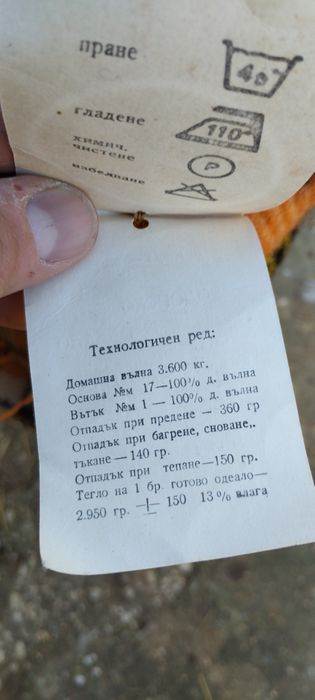 пране
40°
гладене
110°
химич.
чистене
P
избелване
Технологичен ред:
Домашна вълна 3.600 кг.
Основа №м 17—100% д. вълна
Вътък №м 1 — 100% д. вълна
Отпадък при предене — 360 гр
Отпадък при багрене, сноване,.
тъкане — 140 гр.
Отпадък при тепане—150 гр.
Тегло на 1 бр. готово одеало—
2.950 гр. +— 150 13% влага